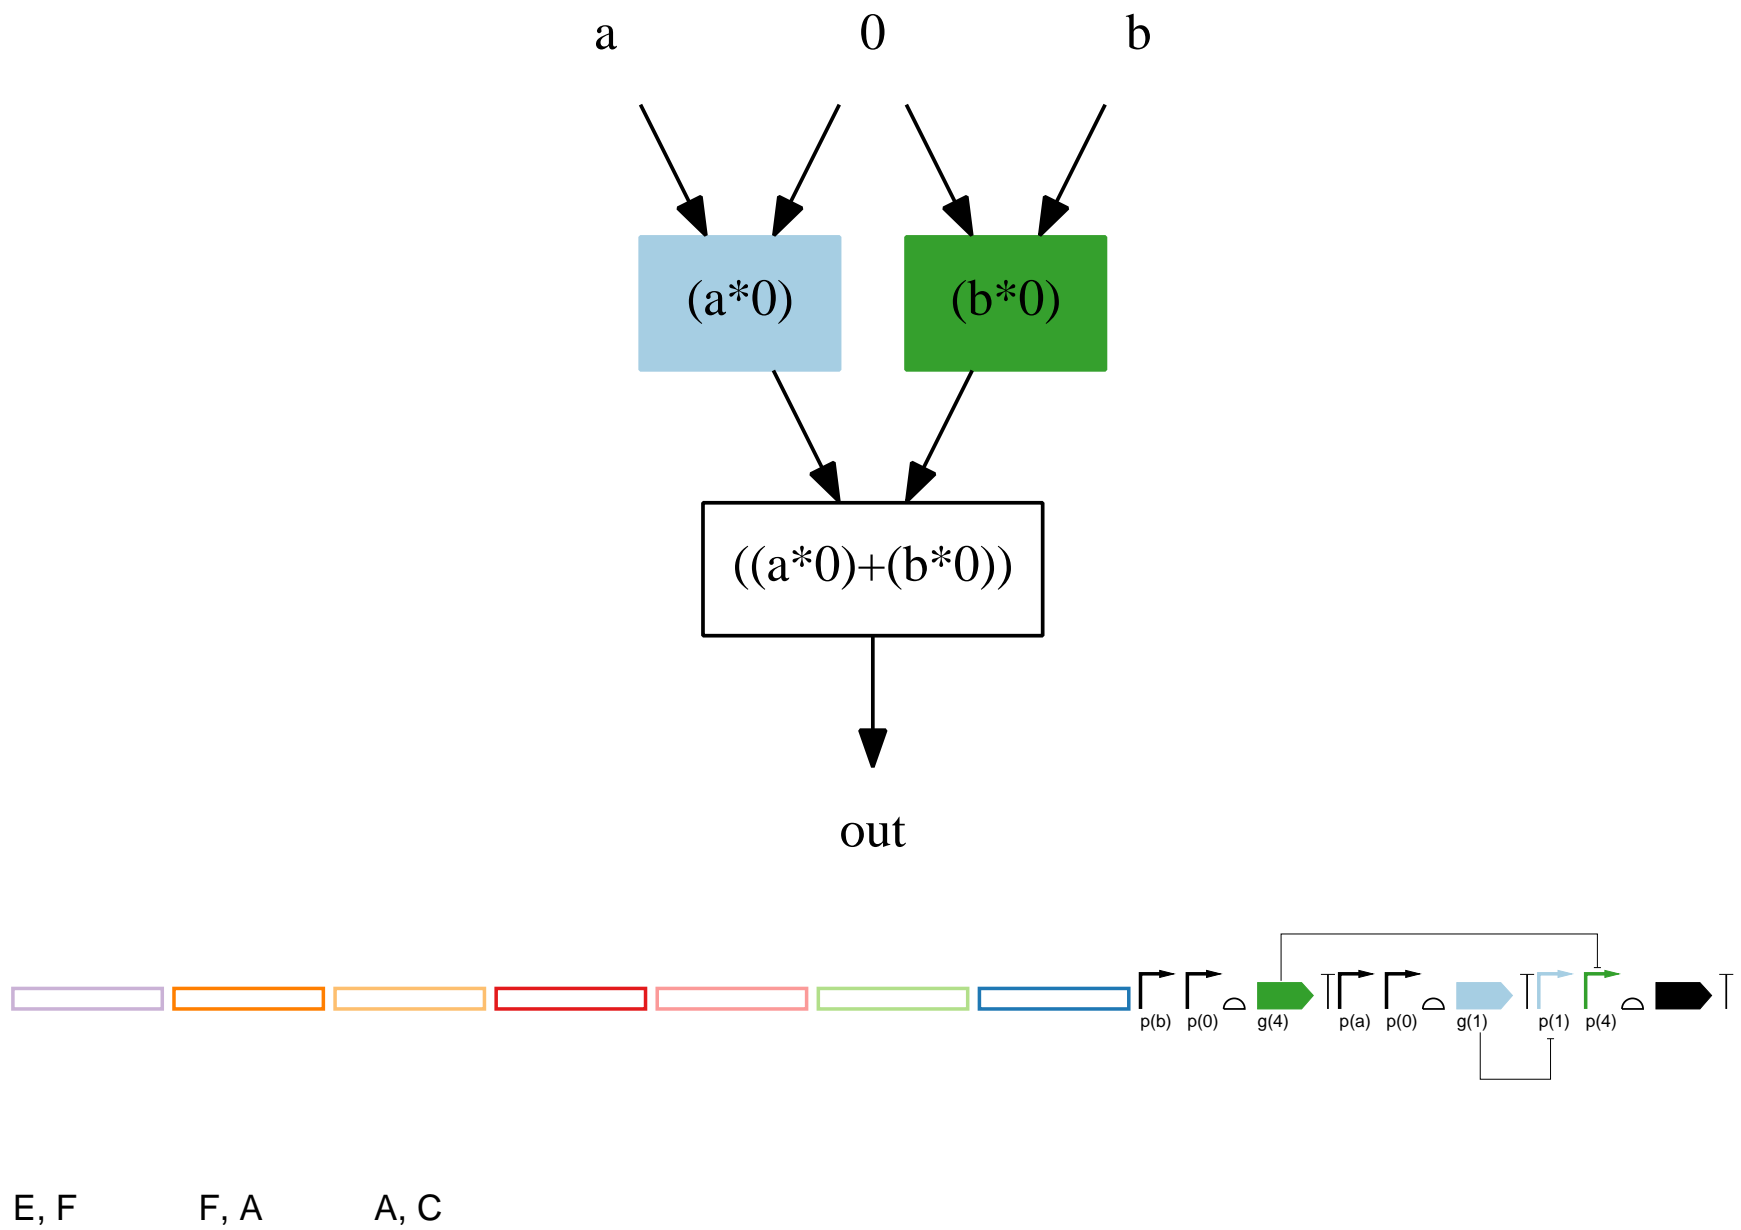 a 0 b
(a*0) (b*0)
((a*0)+(b*0))
out
p(b) p(0) g(4) p(a) p(0) g(1) p(1) p(4)
E, F F, A A, C